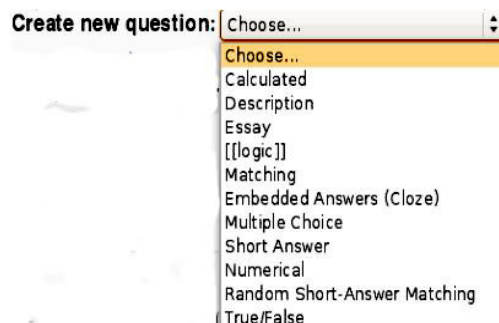 Create new question: Choose...
Choose...
Calculated
Description
Essay
[[logic]]
Matching
Embedded Answers (Cloze)
Multiple Choice
Short Answer
Numerical
Random Short-Answer Matching
True/False